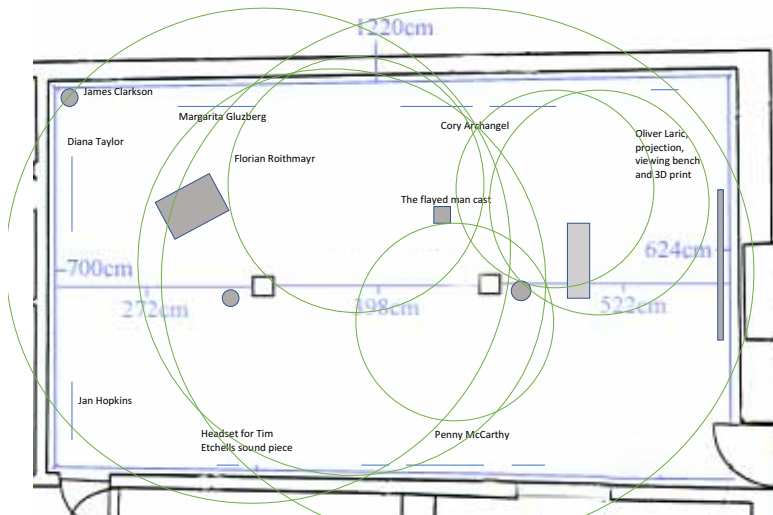 1220cm
James Clarkson
Margarita Gluzberg
Cory Archangel
Diana Taylor
Oliver Laric,
projection,
viewing bench
and 3D print
Florian Roithmayr
The flayed man cast
624cm
700cm
272cm
398cm
522cm
Jan Hopkins
Headset for Tim
Etchells sound piece
Penny McCarthy